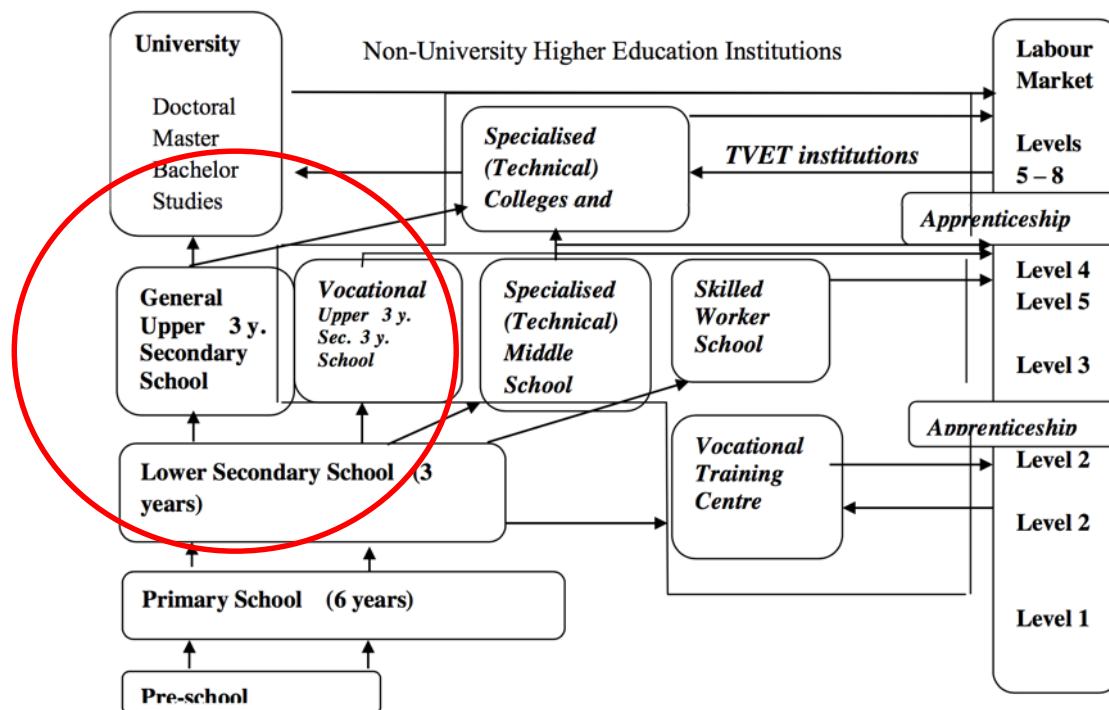 University
Doctoral
Master
Bachelor
Studies
Non-University Higher Education Institutions
Labour
Market
Levels
5 – 8
Specialised
(Technical)
Colleges and
TVET institutions
Apprenticeship
General
Upper 3 y.
Secondary
School
Vocational
Upper 3 y.
Sec. 3 y.
School
Specialised
(Technical)
Middle
School
Skilled
Worker
School
Level 4
Level 5
Level 3
Apprenticeship
Lower Secondary School (3
years)
Vocational
Training
Centre
Level 2
Level 2
Primary School (6 years)
Level 1
Pre-school